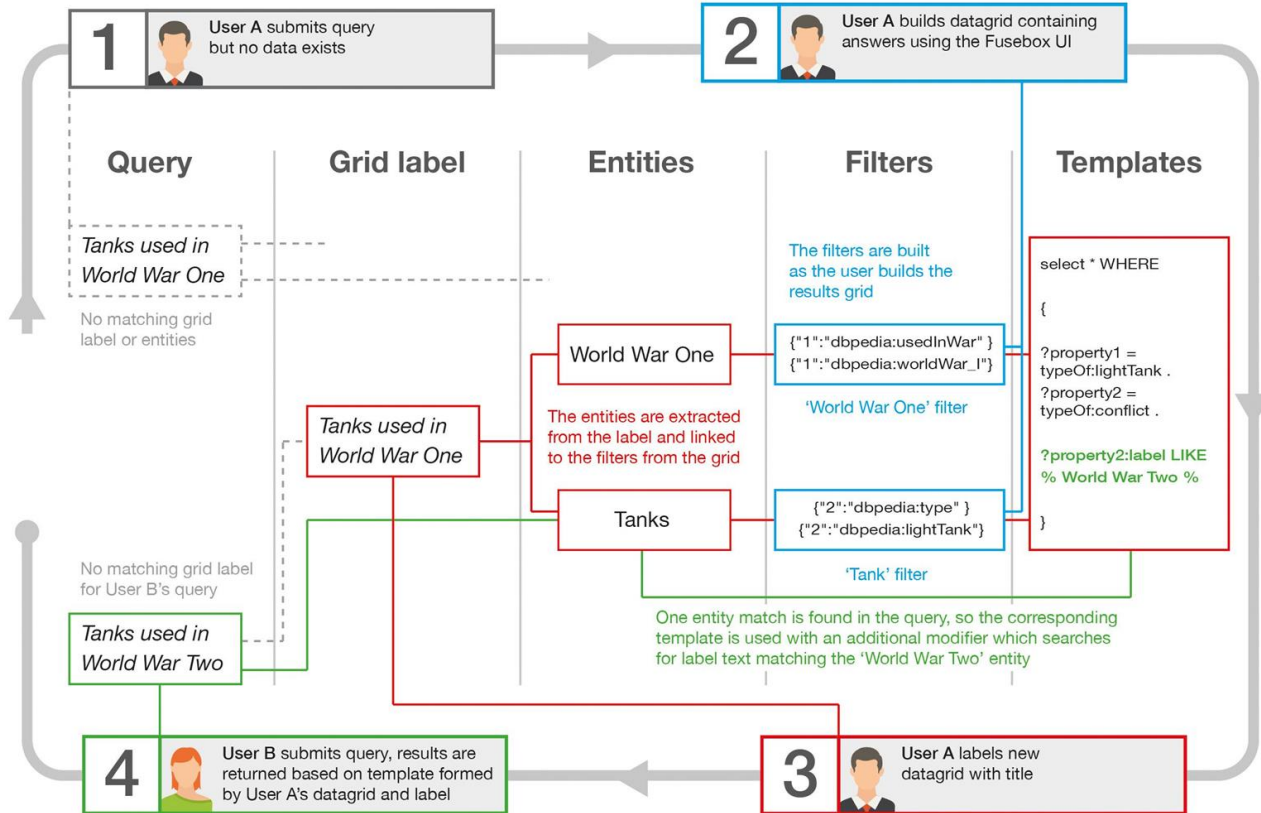 1
User A submits query
but no data exists
2
User A builds datagrid containing
answers using the Fusebox UI
Query
Grid label
Entities
Filters
Templates
Tanks used in
World War One
No matching grid
label or entities
The filters are built
as the user builds the
results grid
World War One
{"1":"dbpedia:usedInWar" }
{"1":"dbpedia:worldWar_I"}
'World War One' filter
Tanks used in
World War One
The entities are extracted
from the label and linked
to the filters from the grid
Tanks
{"2":"dbpedia:type" }
{"2":"dbpedia:lightTank"}
'Tank' filter
select * WHERE
{
?property1 =
typeOf:lightTank .
?property2 =
typeOf:conflict .
?property2:label LIKE
% World War Two %
}
No matching grid label
for User B's query
Tanks used in
World War Two
One entity match is found in the query, so the corresponding
template is used with an additional modifier which searches
for label text matching the 'World War Two' entity
4
User B submits query, results are
returned based on template formed
by User A's datagrid and label
3
User A labels new
datagrid with title